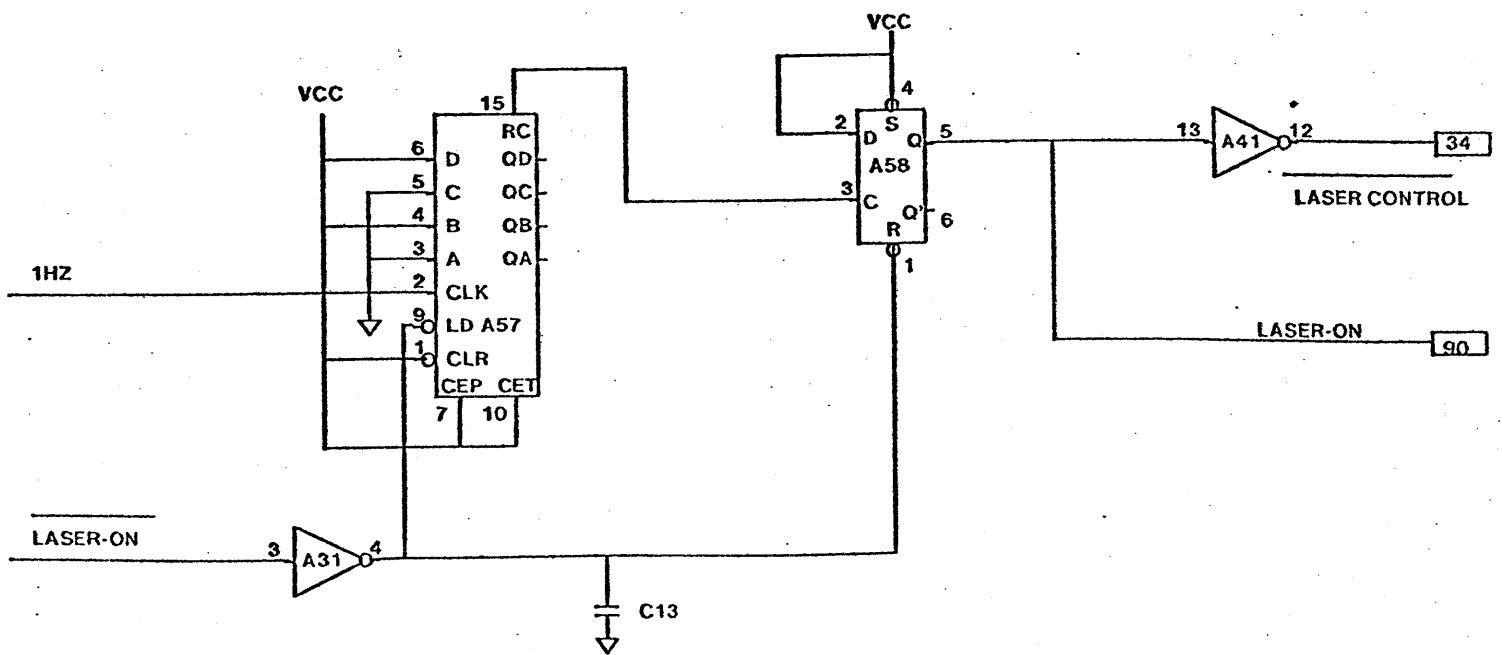 VCC
VCC
15
4
RC
6 D QD
5 C QC
4 B QB
3 A QA
2 CLK
9 LD A57
1 CLR
CEP CET
7 10
1HZ
2 D S Q 5
A58
3 C Q' 6
R
1
13 A41 12
34
LASER CONTROL
LASER-ON
90
LASER-ON
3 A31 4
C13